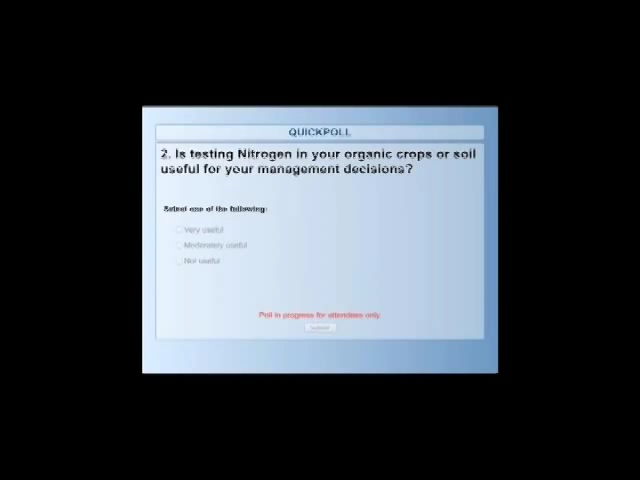 QUICKPOLL
2. Is testing Nitrogen in your organic crops or soil
useful for your management decisions?
Select one of the following:
Very useful
Moderately useful
Not useful
Poll in progress for attendees only.
Submit